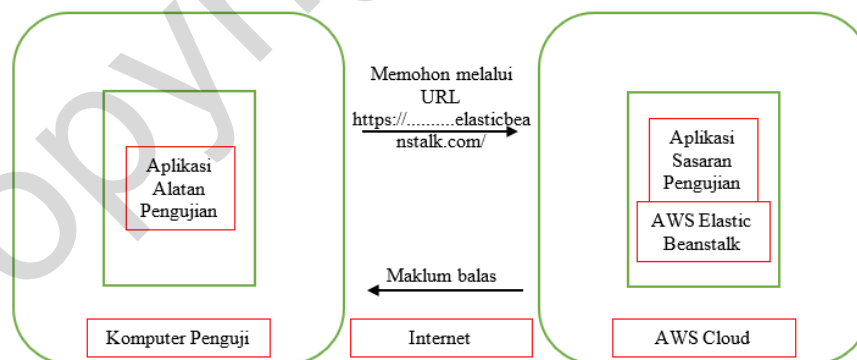 Memohon melalui
URL
https://..........elasticbea
nstalk.com/
Aplikasi
Alatan
Pengujian
Aplikasi
Sasaran
Pengujian
AWS Elastic
Beanstalk
Maklum balas
Komputer Penguji
Internet
AWS Cloud